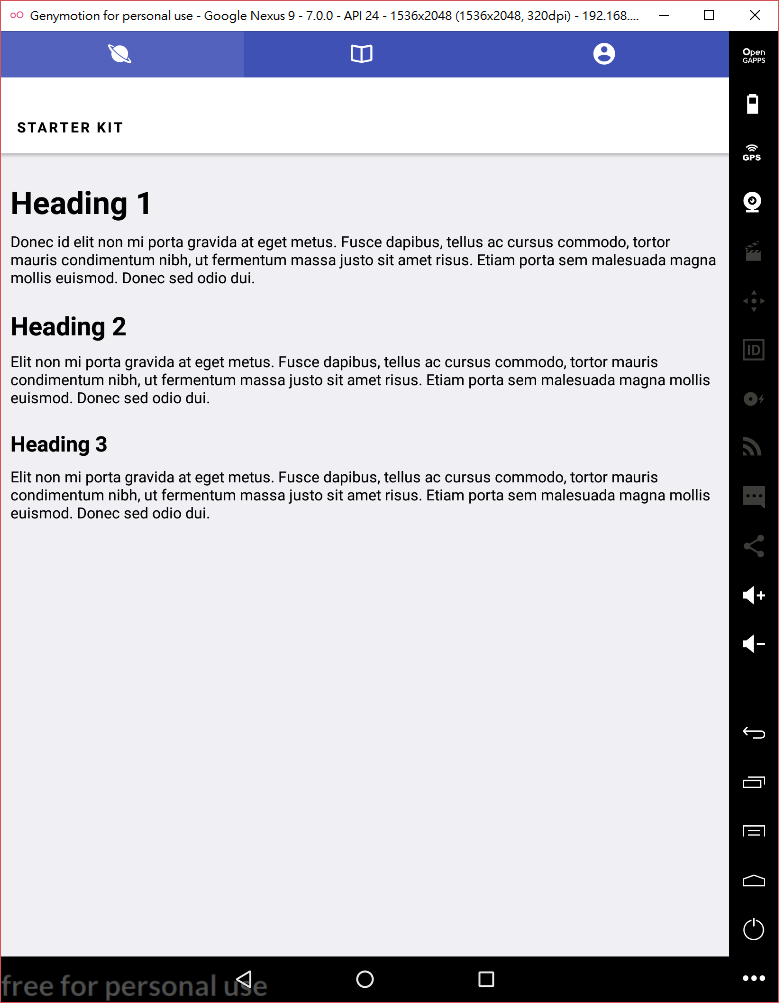 Genymotion for personal use - Google Nexus 9 - 7.0.0 - API 24 - 1536x2048 (1536x2048, 320dpi) - 192.168....
Open
GAPPS
GPS
STARTER KIT
Heading 1
Donec id elit non mi porta gravida at eget metus. Fusce dapibus, tellus ac cursus commodo, tortor
mauris condimentum nibh, ut fermentum massa justo sit amet risus. Etiam porta sem malesuada magna
mollis euismod. Donec sed odio dui.
Heading 2
Elit non mi porta gravida at eget metus. Fusce dapibus, tellus ac cursus commodo, tortor mauris
condimentum nibh, ut fermentum massa justo sit amet risus. Etiam porta sem malesuada magna mollis
euismod. Donec sed odio dui.
ID
Heading 3
Elit non mi porta gravida at eget metus. Fusce dapibus, tellus ac cursus commodo, tortor mauris
condimentum nibh, ut fermentum massa justo sit amet risus. Etiam porta sem malesuada magna mollis
euismod. Donec sed odio dui.
free for personal use